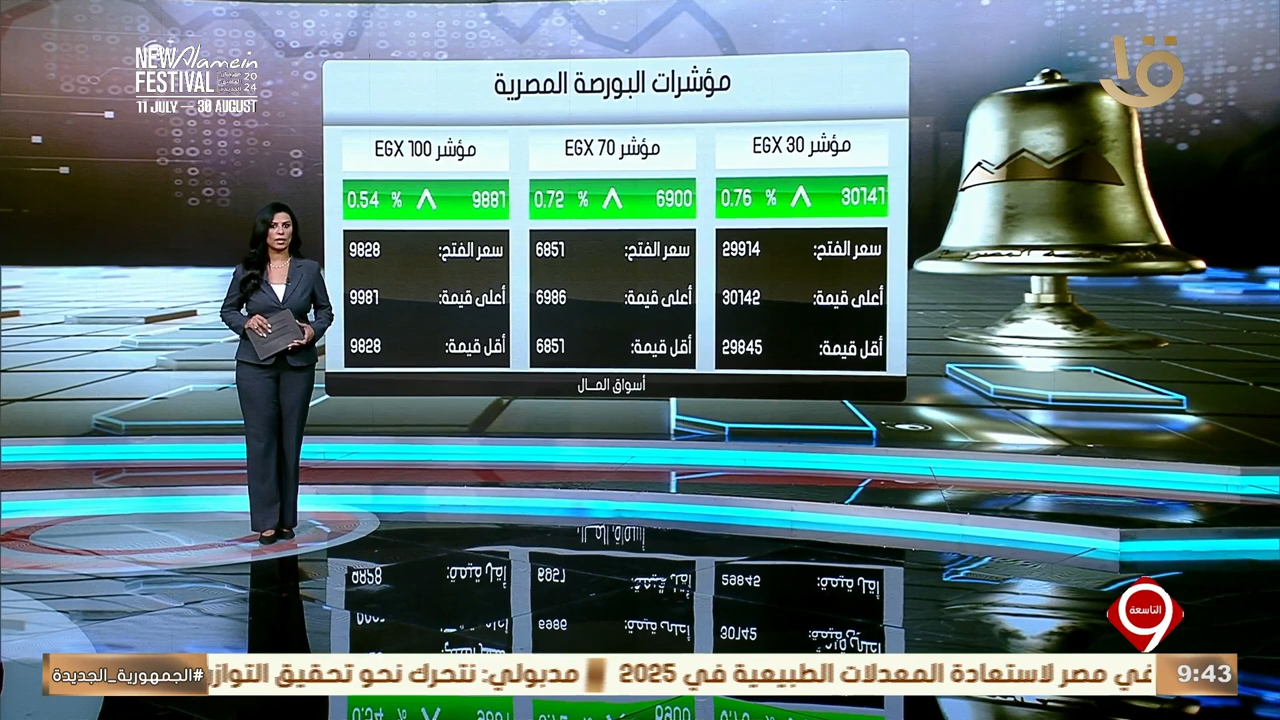 NEW Alamein
FESTIVAL 2024
11 JULY — 30 AUGUST
مؤشرات البورصة المصرية
مؤشر EGX 30
30141 % 0.76
سعر الفتح: 29914
أعلى قيمة: 30142
أقل قيمة: 29845
مؤشر EGX 70
6900 % 0.72
سعر الفتح: 6851
أعلى قيمة: 6986
أقل قيمة: 6851
مؤشر EGX 100
9881 % 0.54
سعر الفتح: 9828
أعلى قيمة: 9981
أقل قيمة: 9828
أسواق المــال
التاسعة
9
9:43
في مصر لاستعادة المعدلات الطبيعية في 2025
مدبولي: نتحرك نحو تحقيق
#الجمهورية_الجديدة